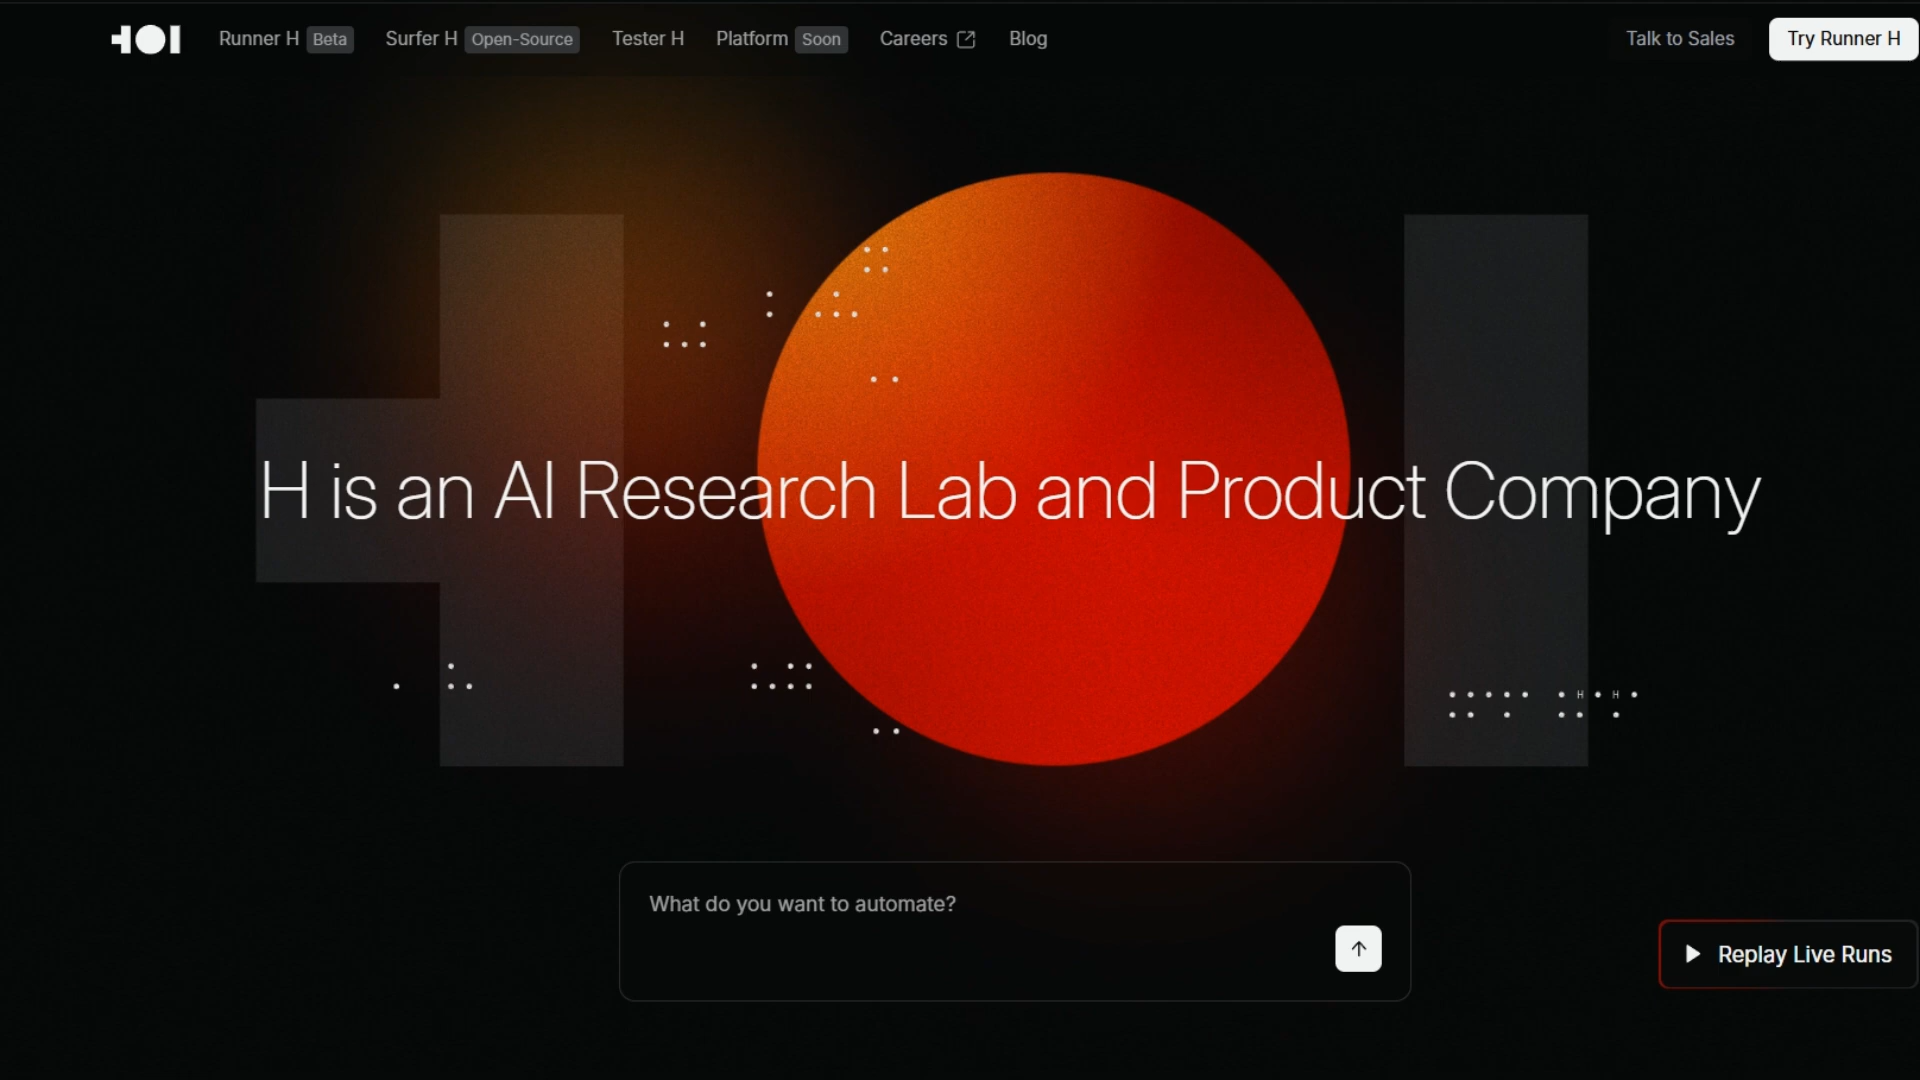 Runner H Beta Surfer H Open-Source Tester H Platform Soon Careers Blog Talk to Sales Try Runner H
H is an AI Research Lab and Product Company
H H
What do you want to automate?
Replay Live Runs